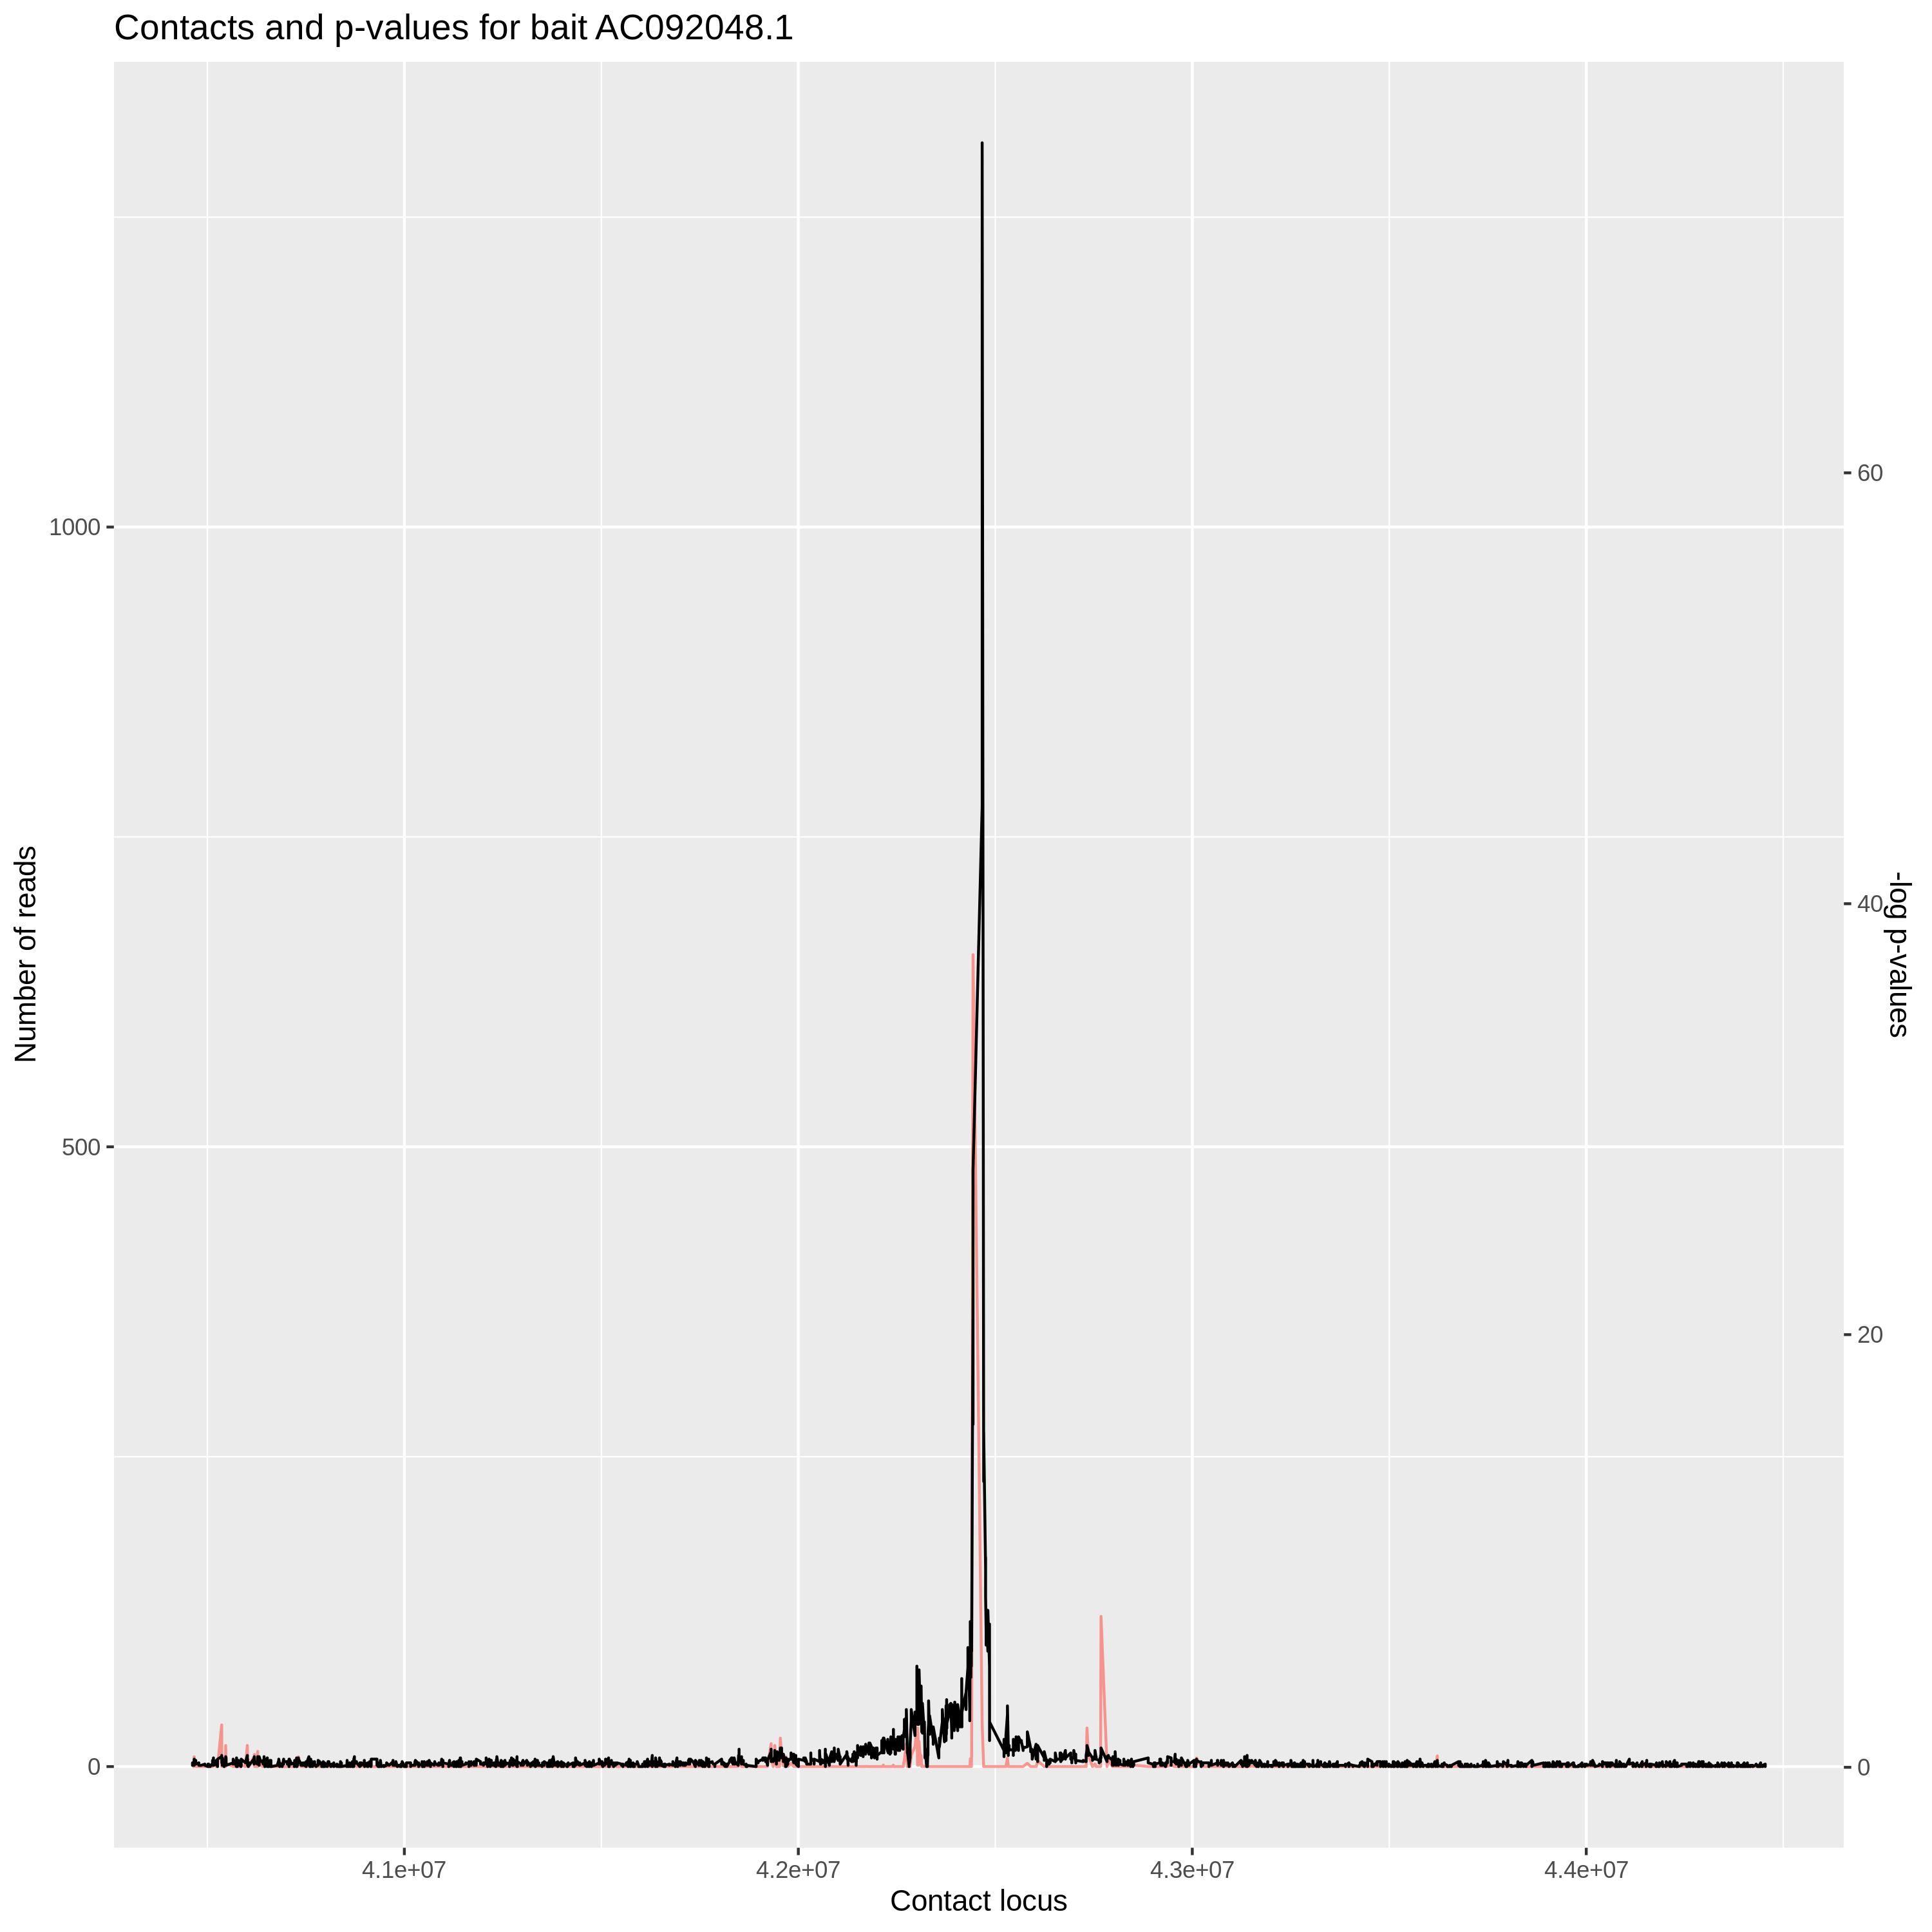 Contacts and p-values for bait AC092048.1
Number of reads
1000
500
0
60
40
20
0
-log p-values
4.1e+07
4.2e+07
4.3e+07
4.4e+07
Contact locus